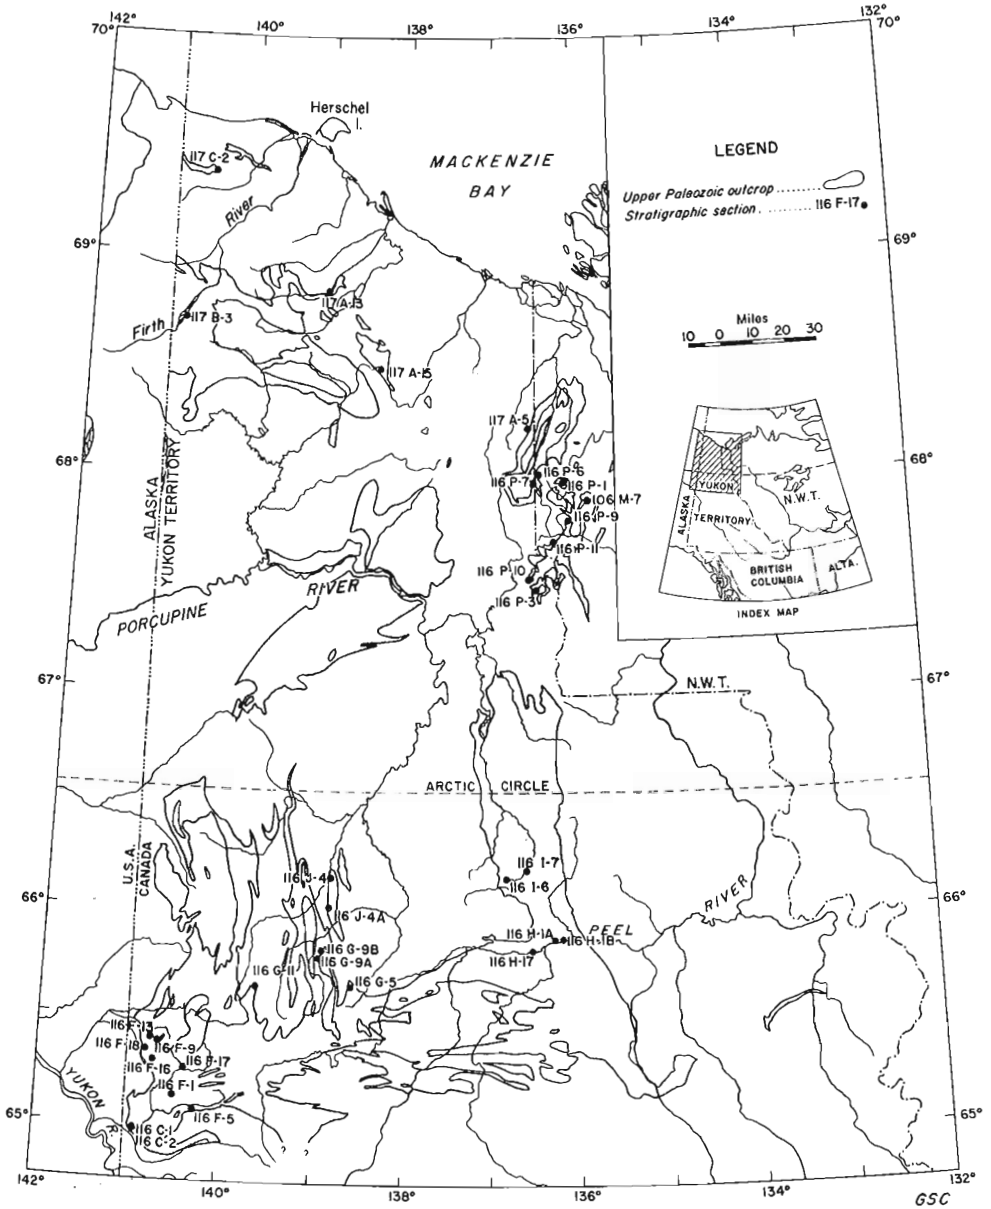 142°
140°
138°
136°
134°
132°
70°
70°
Herschel
I.
MACKENZIE
BAY
LEGEND
Upper Paleozoic outcrop
Stratigraphic section. 116 F-17
117 C-2
River
69°
69°
117 A-13
117 B-3
Firth
Miles
10 0 10 20 30
117 A-15
117 A-5
68°
68°
116 P-6
116 P-7
116 P-1
106 M-7
116 P-9
116 P-11
116 P-10
116 P-3
ALASKA
YUKON TERRITORY
YUKON
N.W.T.
ALASKA
TERRITORY
BRITISH
COLUMBIA
ALTA.
INDEX MAP
PORCUPINE
RIVER
67°
67°
N.W.T.
ARCTIC CIRCLE
U.S.A.
CANADA
116 I-7
116 J-4
116 I-6
66°
66°
116 J-4A
RIVER
PEEL
116 H-1A
116 H-1B
116 G-9B
116 G-9A
116 H-17
116 G-11
116 G-5
116 F-13
116 F-18
116 F-9
116 F-17
116 F-16
116 F-1
YUKON
R.
116 F-5
65°
65°
116 C-1
116 C-2
142°
140°
138°
136°
134°
132°
GSC